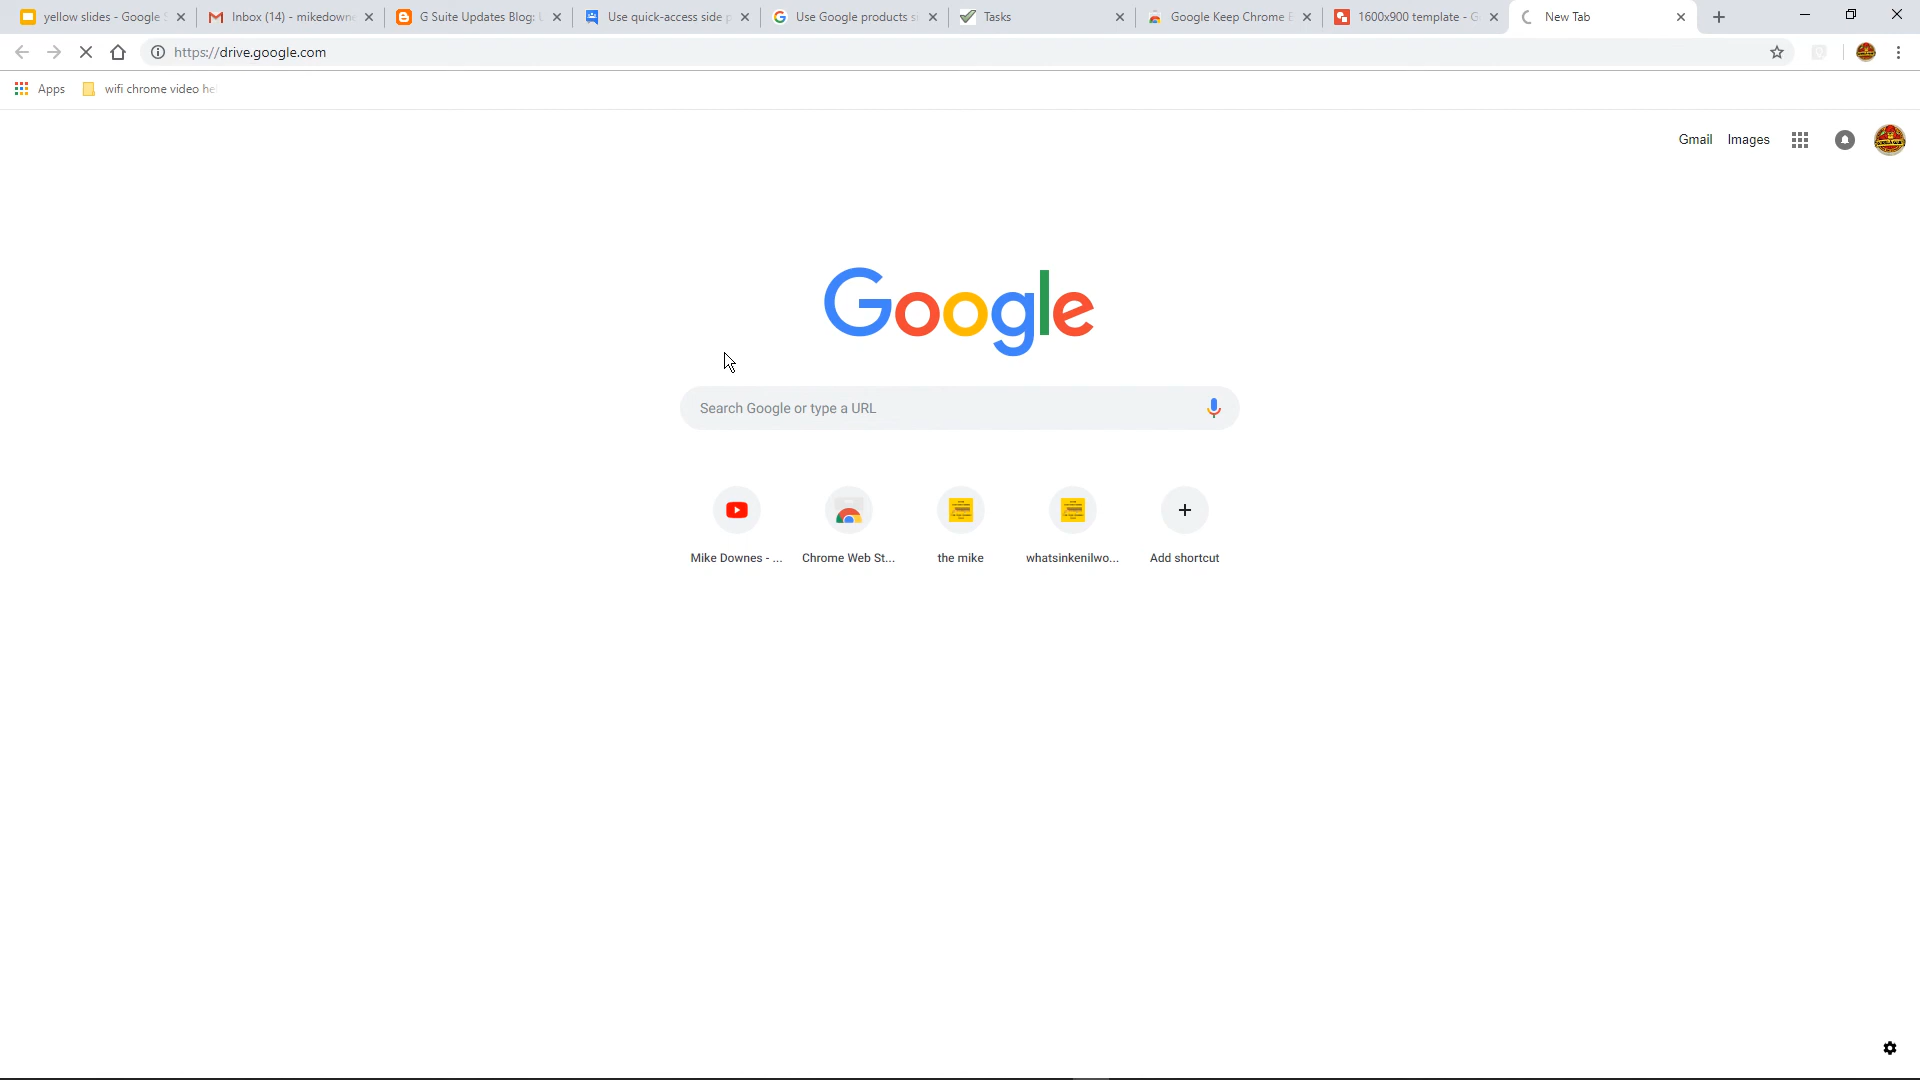 yellow slides - Google
Inbox (14) - mikedowne
G Suite Updates Blog:
Use quick-access side p
Use Google products si
Tasks
Google Keep Chrome E
1600x900 template - G
New Tab
https://drive.google.com
Apps
wifi chrome video he
Gmail
Images
Google
Search Google or type a URL
Mike Downes - ...
Chrome Web St...
the mike
whatsinkenilwo...
Add shortcut